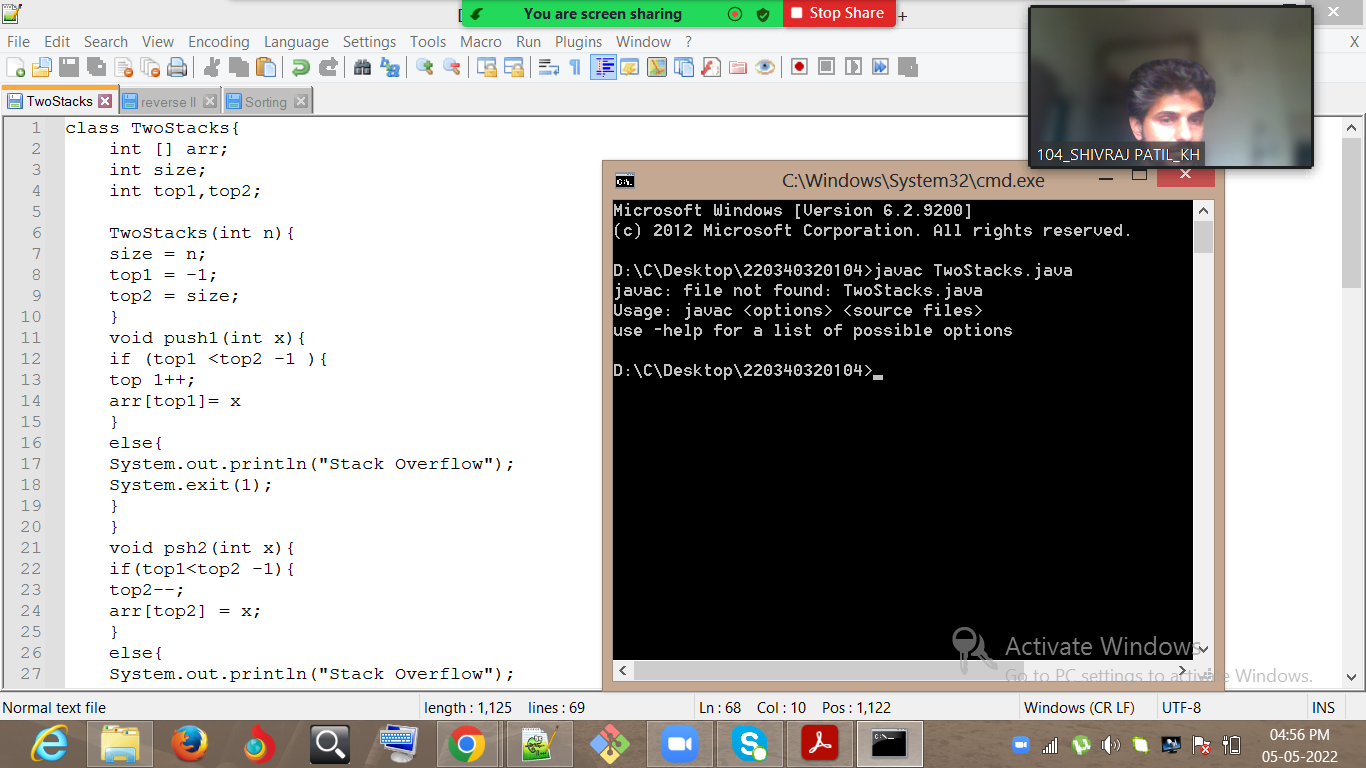 You are screen sharing
Stop Share
+
File Edit Search View Encoding Language Settings Tools Macro Run Plugins Window ? X
TwoStacks reverse ll Sorting
104_SHIVRAJ PATIL_KH
1 class TwoStacks{
2 int [] arr;
3 int size;
4 int top1,top2;
5
6 TwoStacks(int n){
7 size = n;
8 top1 = -1;
9 top2 = size;
10 }
11 void push1(int x){
12 if (top1 <top2 -1 ){
13 top 1++;
14 arr[top1]= x
15 }
16 else{
17 System.out.println("Stack Overflow");
18 System.exit(1);
19 }
20 }
21 void psh2(int x){
22 if(top1<top2 -1){
23 top2--;
24 arr[top2] = x;
25 }
26 else{
27 System.out.println("Stack Overflow");
C:\Windows\System32\cmd.exe
Microsoft Windows [Version 6.2.9200]
(c) 2012 Microsoft Corporation. All rights reserved.
D:\C\Desktop\220340320104>javac TwoStacks.java
javac: file not found: TwoStacks.java
Usage: javac <options> <source files>
use -help for a list of possible options
D:\C\Desktop\220340320104>_
Activate Windows
Go to PC settings to activate Windows.
Normal text file length : 1,125 lines : 69 Ln : 68 Col : 10 Pos : 1,122 Windows (CR LF) UTF-8 INS
04:56 PM
05-05-2022